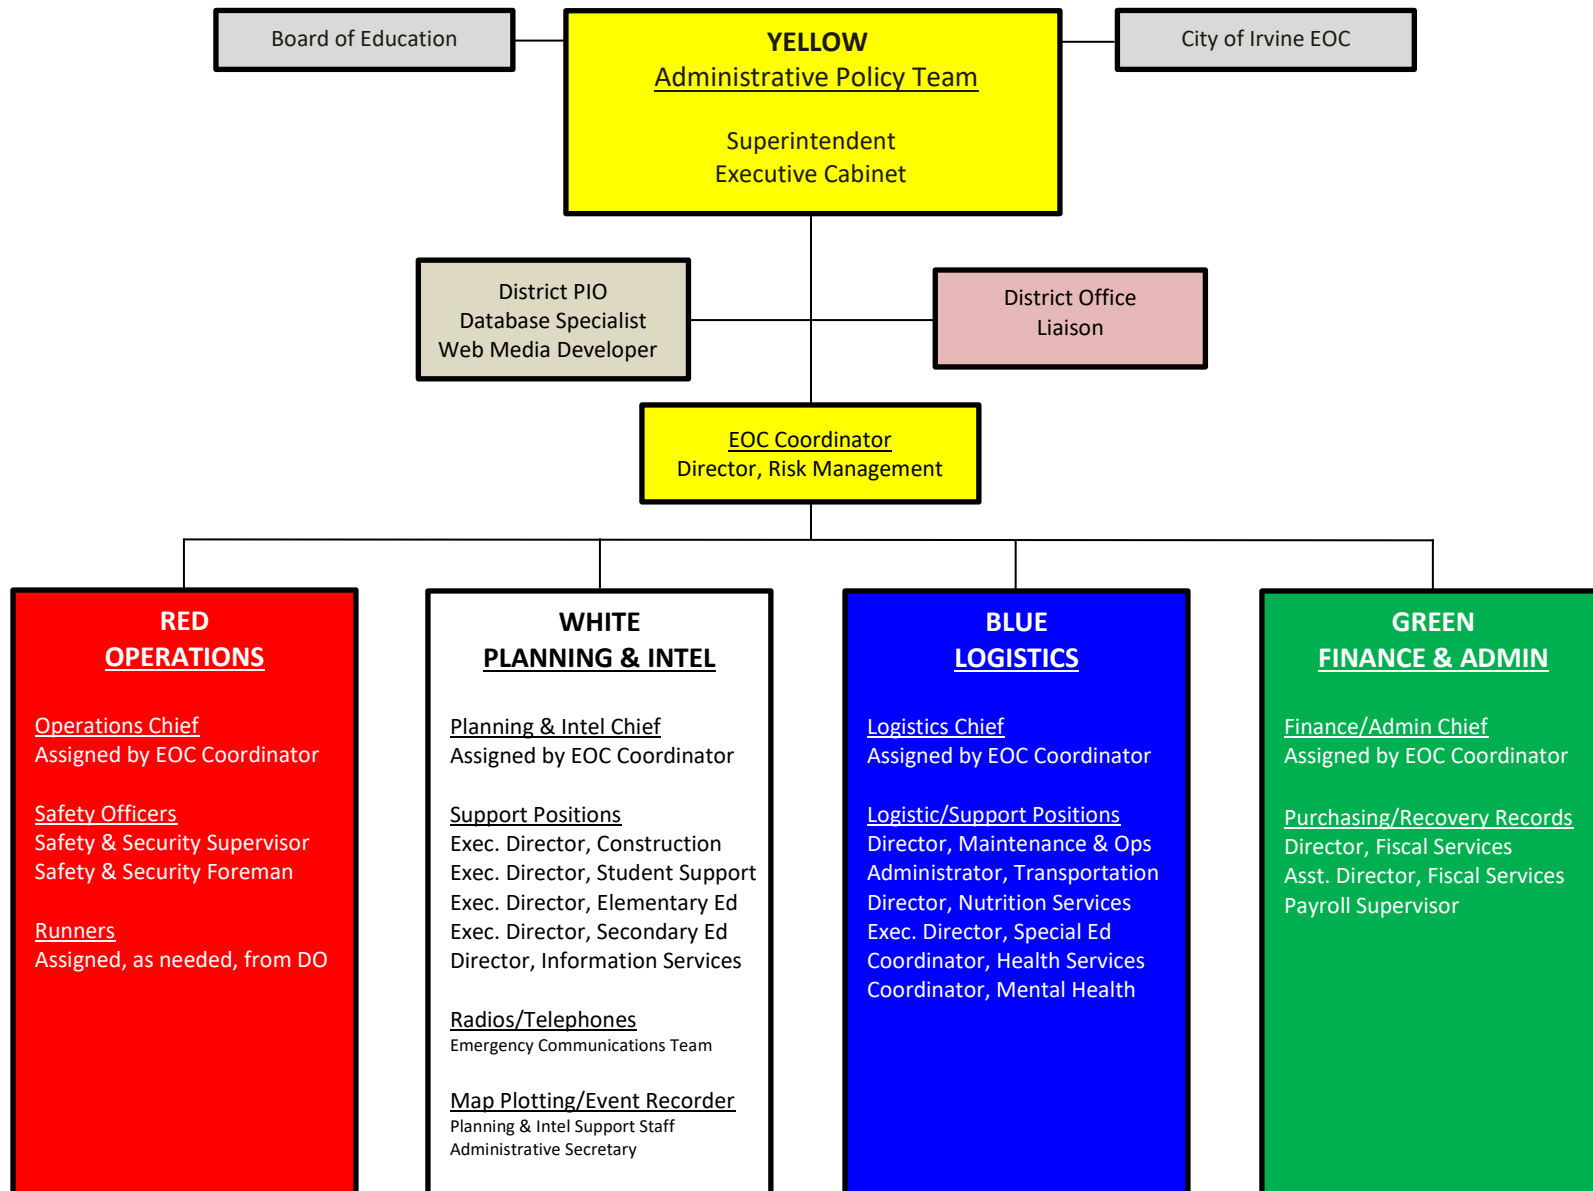 Board of Education
YELLOW
Administrative Policy Team
Superintendent
Executive Cabinet
City of Irvine EOC
District PIO
Database Specialist
Web Media Developer
District Office
Liaison
EOC Coordinator
Director, Risk Management
RED
OPERATIONS
Operations Chief
Assigned by EOC Coordinator
Safety Officers
Safety & Security Supervisor
Safety & Security Foreman
Runners
Assigned, as needed, from DO
WHITE
PLANNING & INTEL
Planning & Intel Chief
Assigned by EOC Coordinator
Support Positions
Exec. Director, Construction
Exec. Director, Student Support
Exec. Director, Elementary Ed
Exec. Director, Secondary Ed
Director, Information Services
Radios/Telephones
Emergency Communications Team
Map Plotting/Event Recorder
Planning & Intel Support Staff
Administrative Secretary
BLUE
LOGISTICS
Logistics Chief
Assigned by EOC Coordinator
Logistic/Support Positions
Director, Maintenance & Ops
Administrator, Transportation
Director, Nutrition Services
Exec. Director, Special Ed
Coordinator, Health Services
Coordinator, Mental Health
GREEN
FINANCE & ADMIN
Finance/Admin Chief
Assigned by EOC Coordinator
Purchasing/Recovery Records
Director, Fiscal Services
Asst. Director, Fiscal Services
Payroll Supervisor